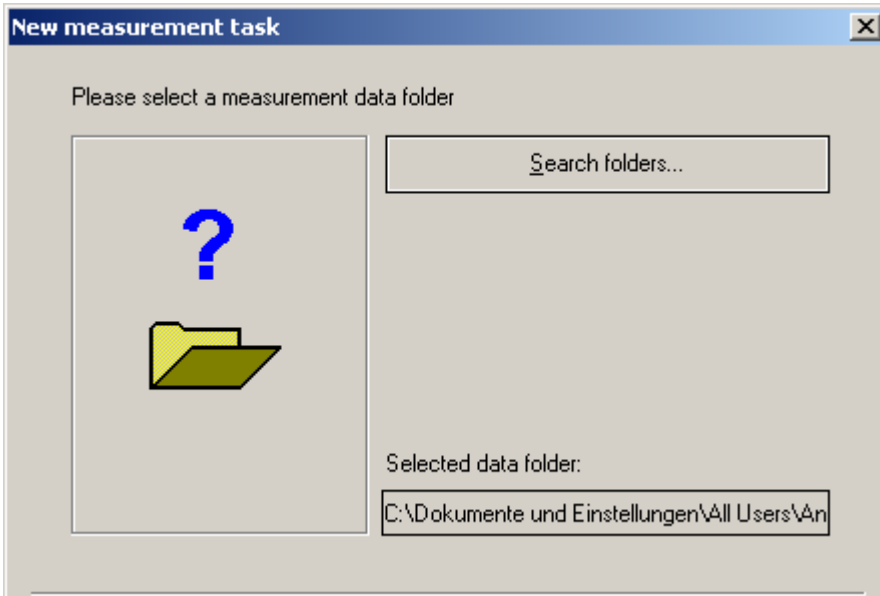 New measurement task
Please select a measurement data folder
Search folders...
?
Selected data folder:
C:\Dokumente und Einstellungen\All Users\An